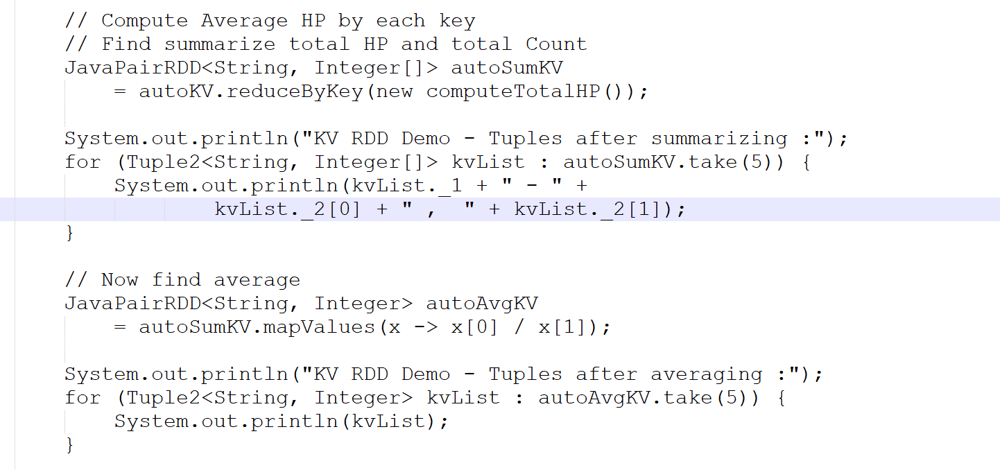 // Compute Average HP by each key
// Find summarize total HP and total Count
JavaPairRDD<String, Integer[]> autoSumKV
    = autoKV.reduceByKey(new computeTotalHP());
System.out.println("KV RDD Demo - Tuples after summarizing :");
for (Tuple2<String, Integer[]> kvList : autoSumKV.take(5)) {
    System.out.println(kvList._1 + " - " +
            kvList._2[0] + " ,  " + kvList._2[1]);
}
// Now find average
JavaPairRDD<String, Integer> autoAvgKV
    = autoSumKV.mapValues(x -> x[0] / x[1]);
System.out.println("KV RDD Demo - Tuples after averaging :");
for (Tuple2<String, Integer> kvList : autoAvgKV.take(5)) {
    System.out.println(kvList);
}